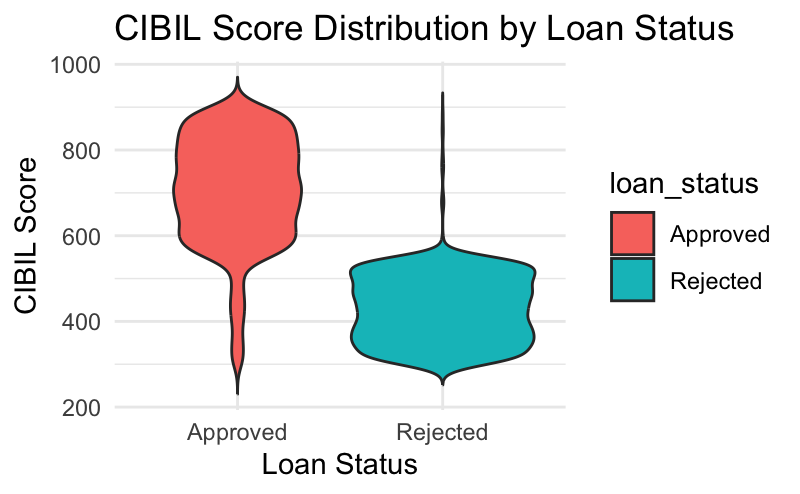 CIBIL Score Distribution by Loan Status
CIBIL Score
1000
800
600
400
200
Approved
Rejected
Loan Status
loan_status
Approved
Rejected